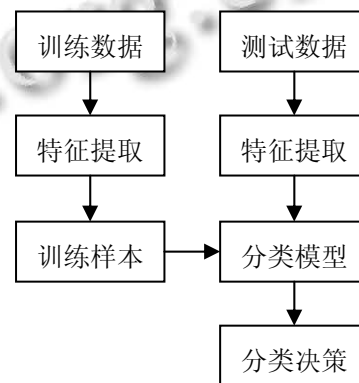 训练数据
测试数据
特征提取
特征提取
训练样本
分类模型
分类决策